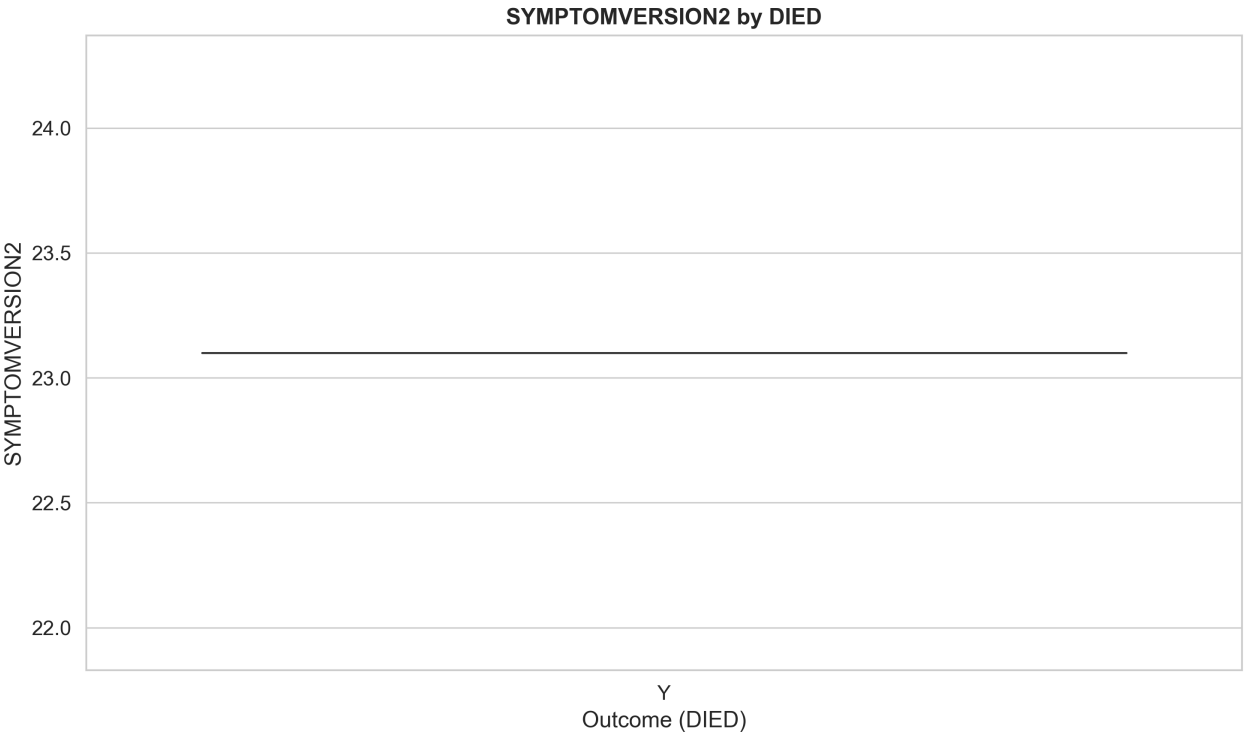 SYMPTOMVERSION2 by DIED
SYMPTOMVERSION2
24.0
23.5
23.0
22.5
22.0
Y
Outcome (DIED)